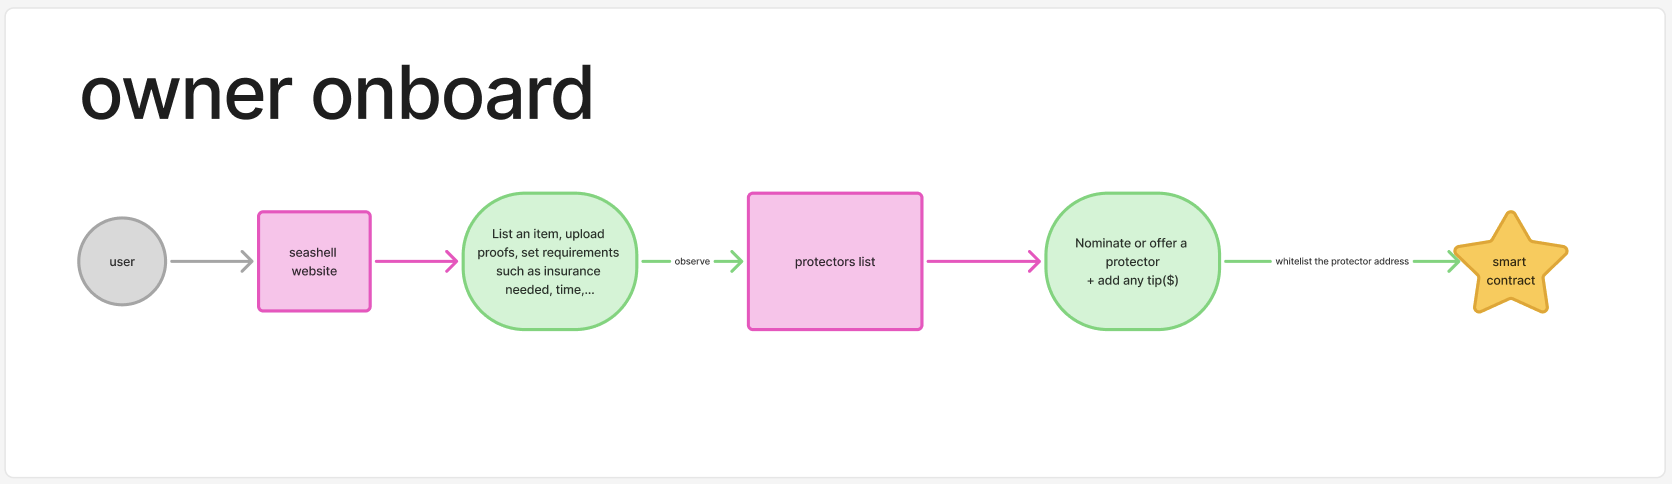 owner onboard
user
seashell
website
List an item, upload
proofs, set requirements
such as insurance
needed, time,...
observe
protectors list
Nominate or offer a
protector
+ add any tip($)
whitelist the protector address
smart
contract